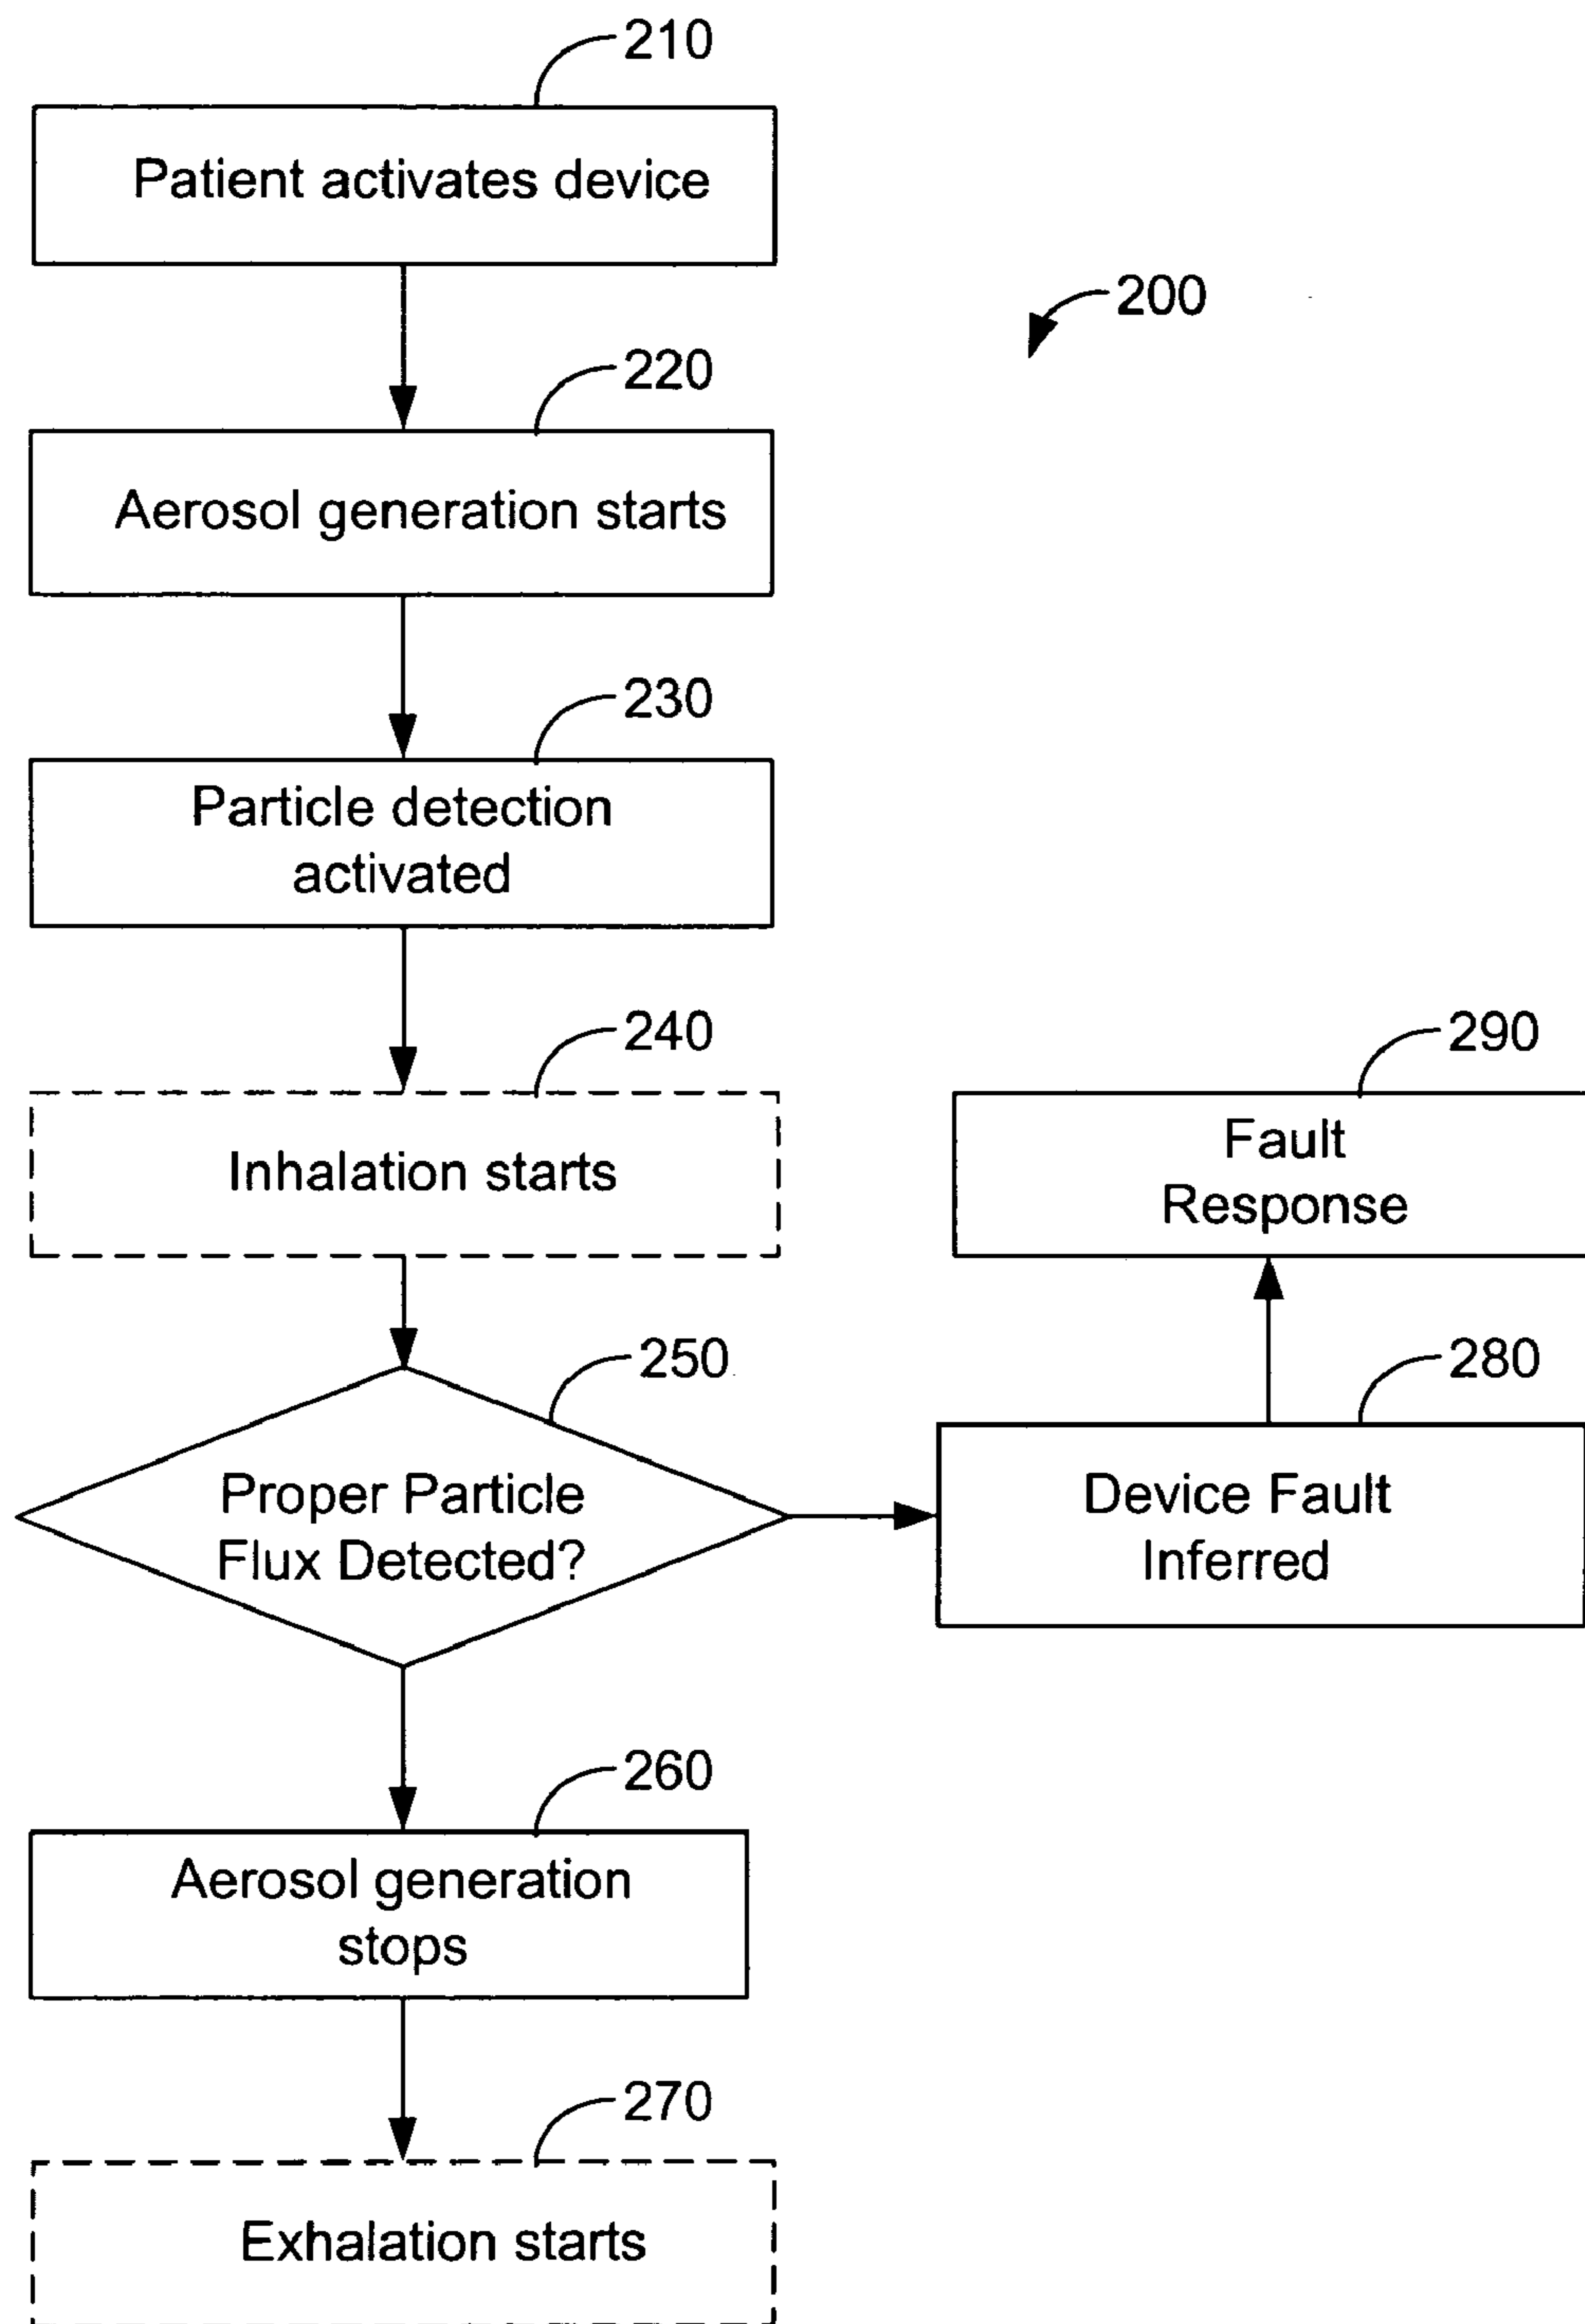 210
Patient activates device
200
220
Aerosol generation starts
230
Particle detection
activated
240
Inhalation starts
290
Fault
Response
250
Proper Particle
Flux Detected?
280
Device Fault
Inferred
260
Aerosol generation
stops
270
Exhalation starts